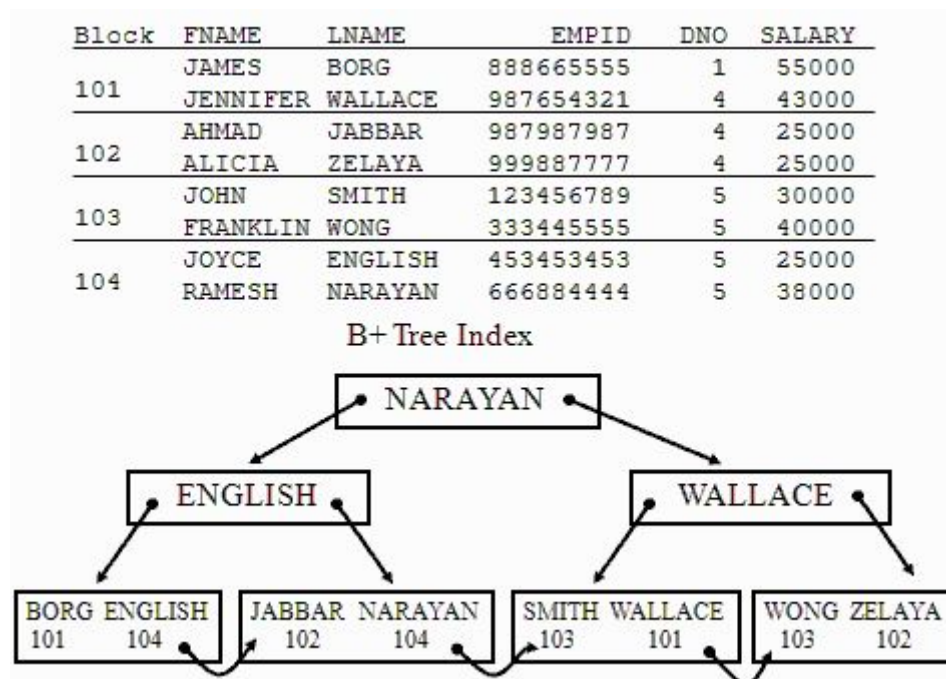 Block FNAME LNAME EMPID DNO SALARY
JAMES BORG 888665555 1 55000
101
JENNIFER WALLACE 987654321 4 43000
AHMAD JABBAR 987987987 4 25000
102
ALICIA ZELAYA 999887777 4 25000
JOHN SMITH 123456789 5 30000
103
FRANKLIN WONG 333445555 5 40000
JOYCE ENGLISH 453453453 5 25000
104
RAMESH NARAYAN 666884444 5 38000
B+ Tree Index
NARAYAN
ENGLISH WALLACE
BORG ENGLISH JABBAR NARAYAN SMITH WALLACE WONG ZELAYA
101 104 102 104 103 101 103 102